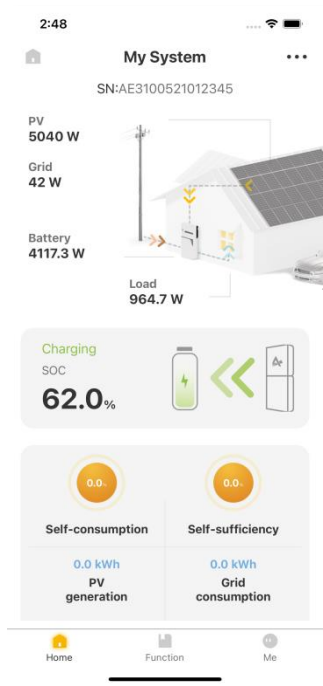 2:48
My System
SN:AE3100521012345
PV
5040 W
Grid
42 W
Battery
4117.3 W
Load
964.7 W
Charging
SOC
62.0%
0.0%
0.0%
Self-consumption
Self-sufficiency
0.0 kWh
0.0 kWh
PV
generation
Grid
consumption
Home
Function
Me